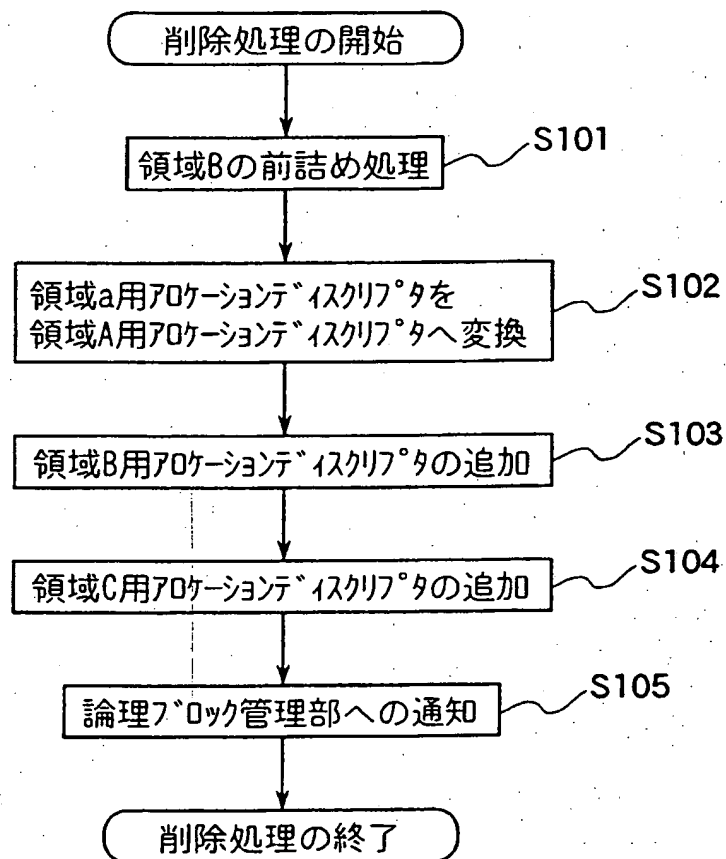 削除処理の開始
領域Bの前詰め処理
S101
領域a用ｱﾛｹｰｼｮﾝﾃﾞｨｽｸﾘﾌﾟﾀを
領域A用ｱﾛｹｰｼｮﾝﾃﾞｨｽｸﾘﾌﾟﾀへ変換
S102
領域B用ｱﾛｹｰｼｮﾝﾃﾞｨｽｸﾘﾌﾟﾀの追加
S103
領域C用ｱﾛｹｰｼｮﾝﾃﾞｨｽｸﾘﾌﾟﾀの追加
S104
論理ﾌﾞﾛｯｸ管理部への通知
S105
削除処理の終了